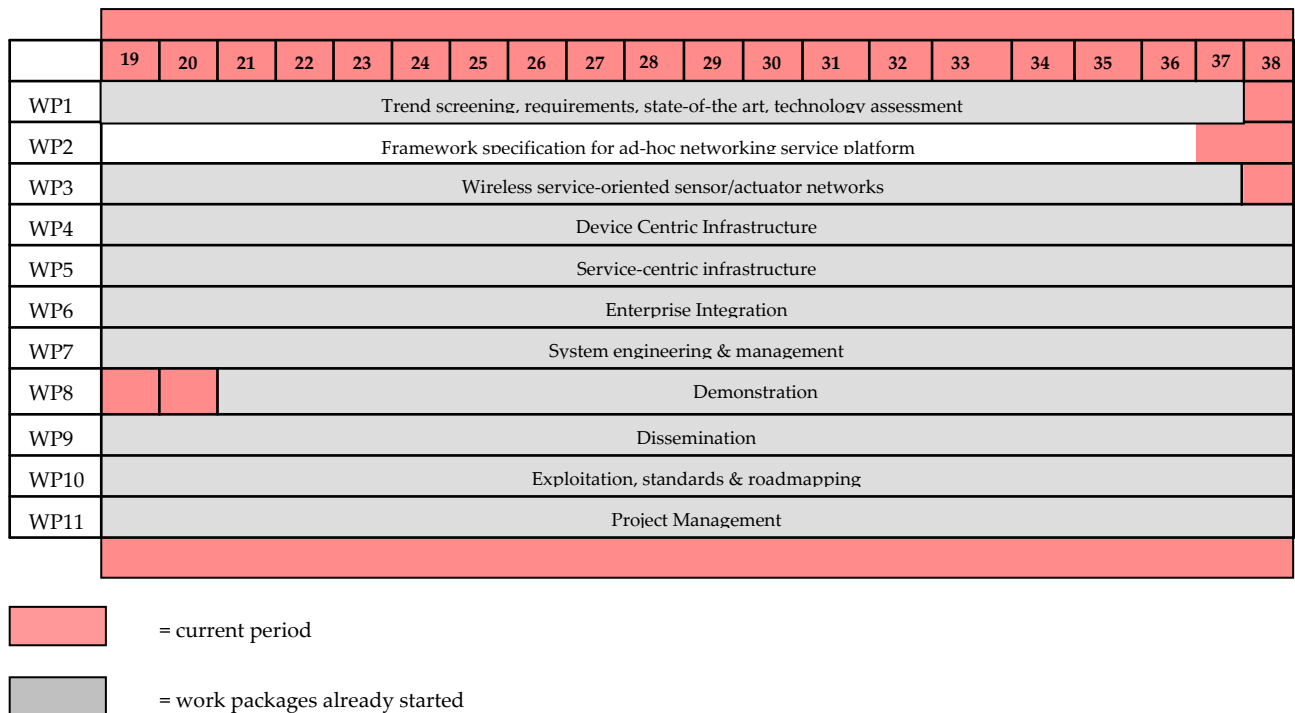 19 20 21 22 23 24 25 26 27 28 29 30 31 32 33 34 35 36 37 38
WP1 Trend screening, requirements, state-of-the art, technology assessment
WP2 Framework specification for ad-hoc networking service platform
WP3 Wireless service-oriented sensor/actuator networks
WP4 Device Centric Infrastructure
WP5 Service-centric infrastructure
WP6 Enterprise Integration
WP7 System engineering & management
WP8 Demonstration
WP9 Dissemination
WP10 Exploitation, standards & roadmapping
WP11 Project Management
= current period
= work packages already started